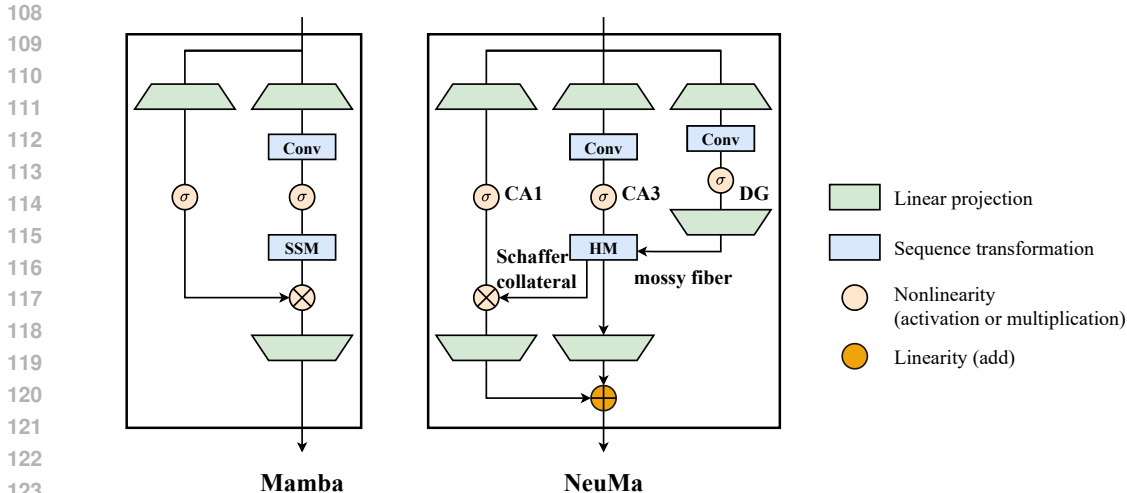 108
109
110
111
112
113
114
115
116
117
118
119
120
121
122
123
Conv
σ
σ
SSM
Mamba
Conv
Conv
σ
CA1
σ
CA3
σ
DG
HM
Schaffer
collateral
mossy fiber
NeuMa
Linear projection
Sequence transformation
Nonlinearity
(activation or multiplication)
Linearity (add)